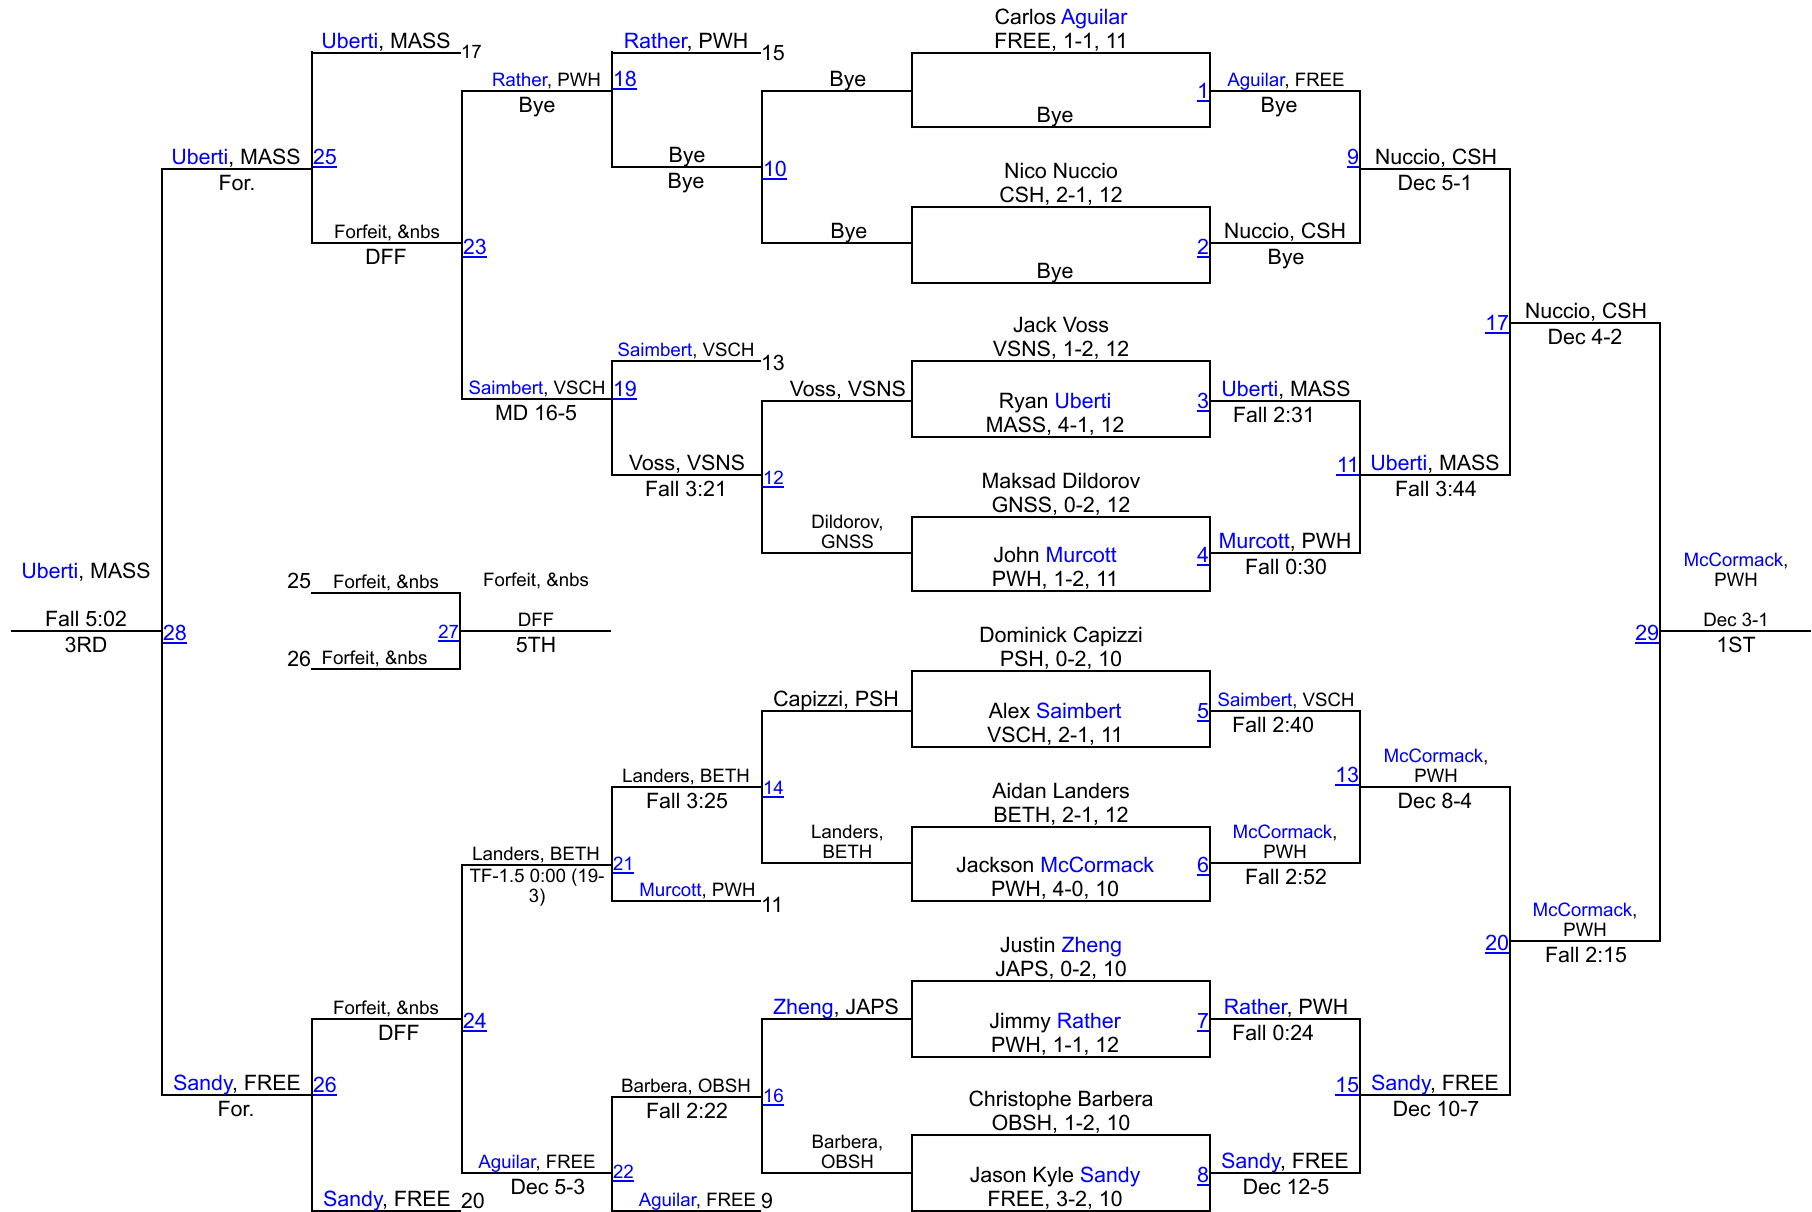 Carlos Aguilar
FREE, 1-1, 11
Uberti, MASS
17
Rather, PWH
15
Rather, PWH
18
Bye
Bye
1
Aguilar, FREE
Bye
Bye
Uberti, MASS
25
For.
Bye
Bye
10
Nico Nuccio
CSH, 2-1, 12
9
Nuccio, CSH
Dec 5-1
Forfeit, &nbs
DFF
23
Bye
Bye
2
Nuccio, CSH
Bye
Jack Voss
VSNS, 1-2, 12
17
Nuccio, CSH
Dec 4-2
Saimbert, VSCH
13
Saimbert, VSCH
19
MD 16-5
Voss, VSNS
Ryan Uberti
MASS, 4-1, 12
3
Uberti, MASS
Fall 2:31
Voss, VSNS
Fall 3:21
12
Maksad Dildorov
GNSS, 0-2, 12
11
Uberti, MASS
Fall 3:44
Dildorov,
GNSS
John Murcott
PWH, 1-2, 11
4
Murcott, PWH
Fall 0:30
Uberti, MASS
Fall 5:02
3RD
28
25
Forfeit, &nbs
26
Forfeit, &nbs
27
Forfeit, &nbs
DFF
5TH
McCormack,
PWH
Dec 3-1
1ST
29
Dominick Capizzi
PSH, 0-2, 10
Capizzi, PSH
Alex Saimbert
VSCH, 2-1, 11
5
Saimbert, VSCH
Fall 2:40
Landers, BETH
Fall 3:25
14
Aidan Landers
BETH, 2-1, 12
13
McCormack,
PWH
Dec 8-4
Landers, BETH
TF-1.5 0:00 (19-
3)
21
Landers,
BETH
Jackson McCormack
PWH, 4-0, 10
6
McCormack,
PWH
Fall 2:52
Murcott, PWH
11
Justin Zheng
JAPS, 0-2, 10
20
McCormack,
PWH
Fall 2:15
Forfeit, &nbs
DFF
24
Zheng, JAPS
Jimmy Rather
PWH, 1-1, 12
7
Rather, PWH
Fall 0:24
Sandy, FREE
For.
26
Barbera, OBSH
Fall 2:22
16
Christophe Barbera
OBSH, 1-2, 10
15
Sandy, FREE
Dec 10-7
Aguilar, FREE
Dec 5-3
22
Barbera,
OBSH
Jason Kyle Sandy
FREE, 3-2, 10
8
Sandy, FREE
Dec 12-5
Sandy, FREE
20
Aguilar, FREE
9